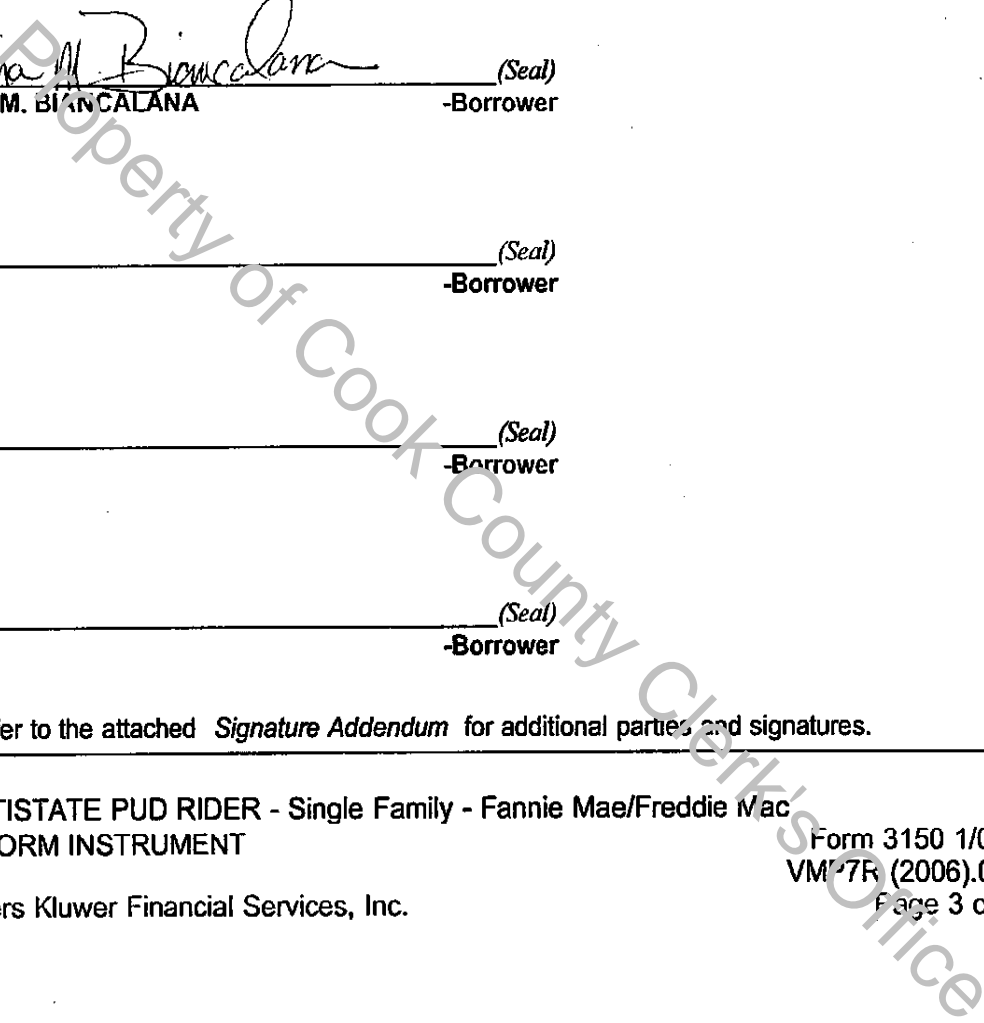 na M. Biancalana (Seal)
M. BIANCALANA -Borrower
(Seal)
-Borrower
(Seal)
-Borrower
(Seal)
-Borrower
er to the attached Signature Addendum for additional parties and signatures.
TISTATE PUD RIDER - Single Family - Fannie Mae/Freddie Mac
ORM INSTRUMENT Form 3150 1/0
VMP7R (2006).0
ers Kluwer Financial Services, Inc. Page 3 o
Property of Cook County Clerk's Office